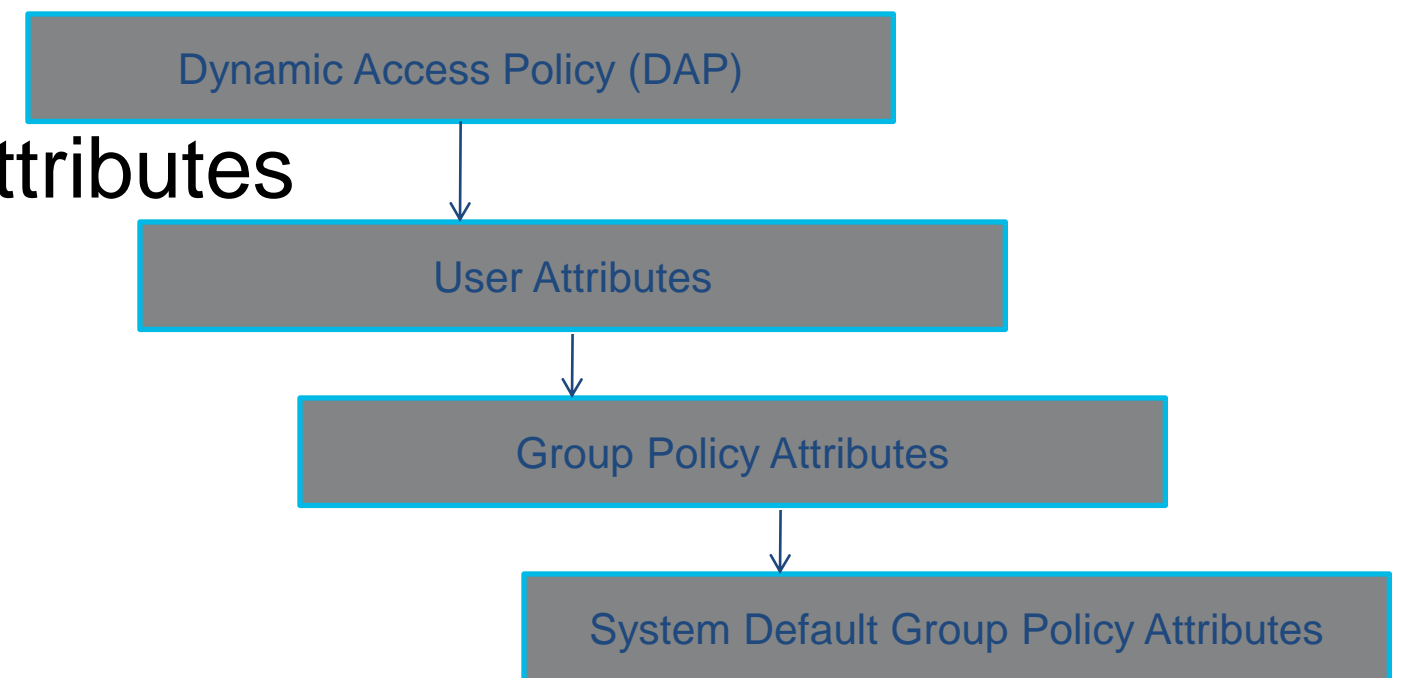 Dynamic Access Policy (DAP)
ttributes
User Attributes
Group Policy Attributes
System Default Group Policy Attributes